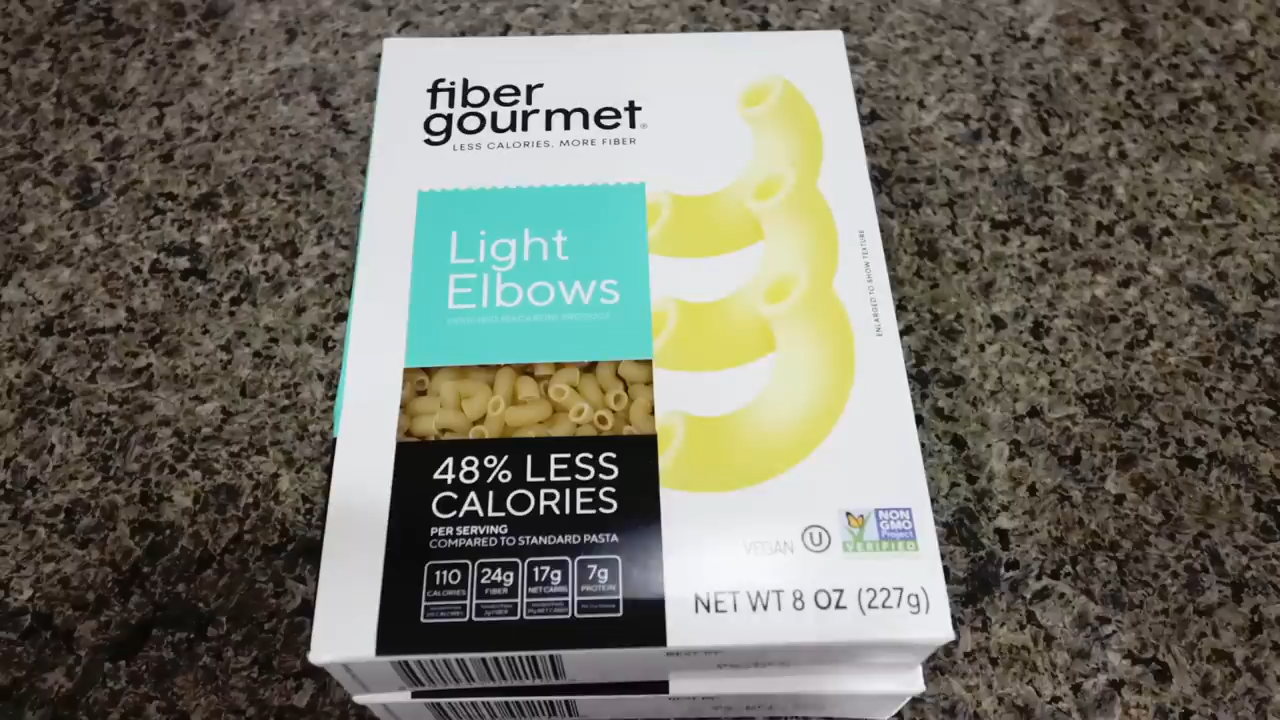 fiber
gourmet®
LESS CALORIES. MORE FIBER
Light
Elbows
ENLARGED TO SHOW TEXTURE
48% LESS
CALORIES
PER SERVING
COMPARED TO STANDARD PASTA
110
CALORIES
24g
FIBER
17g
NET CARBS
7g
PROTEIN
VEGAN
U
NON
GMO
Project
VERIFIED
NET WT 8 OZ (227g)